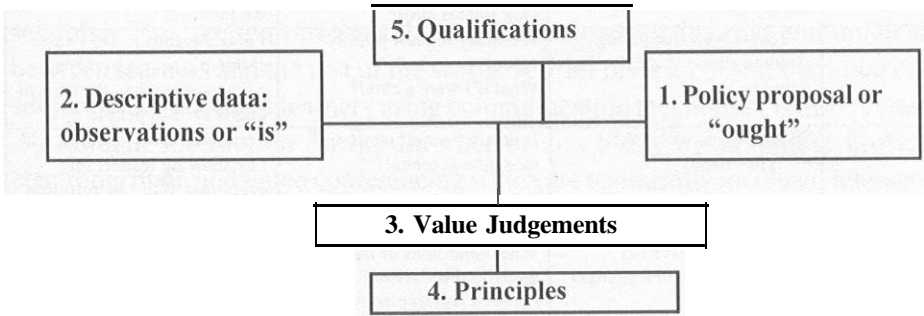 5. Qualifications
2. Descriptive data:
observations or “is”
1. Policy proposal or
“ought”
3. Value Judgements
4. Principles